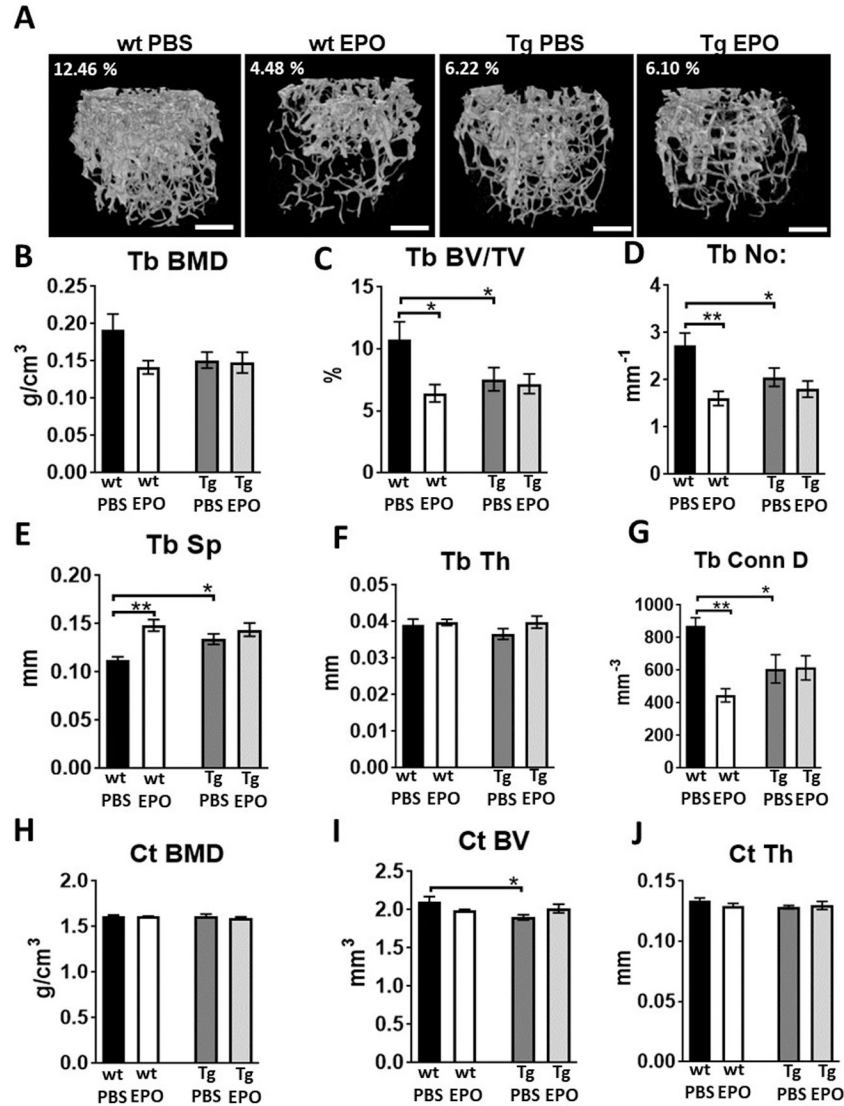 A
wt PBS wt EPO Tg PBS Tg EPO
12.46 % 4.48 % 6.22 % 6.10 %
B
Tb BMD
0.25
0.20
0.15
0.10
0.05
0.00
g/cm3
wt wt Tg Tg
PBS EPO PBS EPO
C
Tb BV/TV
15
10
5
0
%
*
*
wt wt Tg Tg
PBS EPO PBS EPO
D
Tb No:
4
3
2
1
0
mm-1
*
**
wt wt Tg Tg
PBS EPO PBS EPO
E
Tb Sp
0.20
0.15
0.10
0.05
0.00
mm
*
**
wt wt Tg Tg
PBS EPO PBS EPO
F
Tb Th
0.05
0.04
0.03
0.02
0.01
0.00
mm
wt wt Tg Tg
PBS EPO PBS EPO
G
Tb Conn D
1000
800
600
400
200
0
mm-3
*
**
wt wt Tg Tg
PBS EPO PBS EPO
H
Ct BMD
2.0
1.5
1.0
0.5
0.0
g/cm3
wt wt Tg Tg
PBS EPO PBS EPO
I
Ct BV
2.5
2.0
1.5
1.0
0.5
0.0
mm3
*
wt wt Tg Tg
PBS EPO PBS EPO
J
Ct Th
0.15
0.10
0.05
0.00
mm
wt wt Tg Tg
PBS EPO PBS EPO